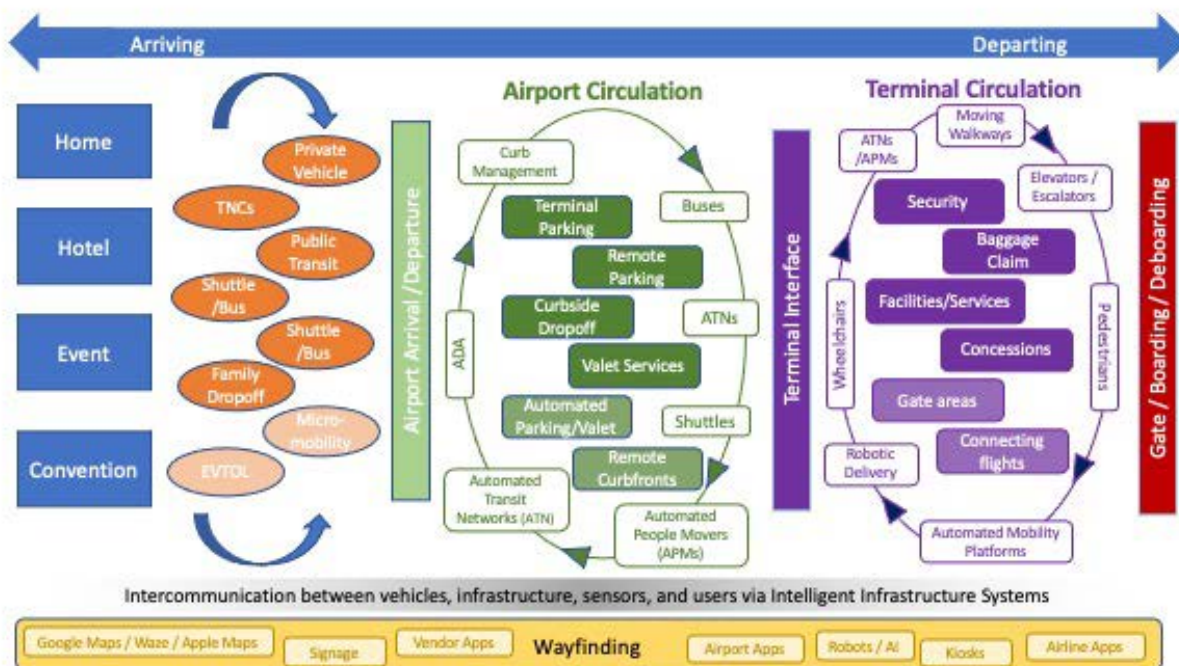 Arriving
Departing
Home
Hotel
Event
Convention
Private
Vehicle
TNCs
Public
Transit
Shuttle
/Bus
Shuttle
/Bus
Family
Dropoff
Micro-
mobility
EVTOL
Airport Arrival /Departure
Airport Circulation
Curb
Management
Buses
ATNs
Shuttles
Automated
People Movers
(APMs)
Automated
Transit
Networks (ATN)
ADA
Terminal
Parking
Remote
Parking
Curbside
Dropoff
Valet Services
Automated
Parking/Valet
Remote
Curbfronts
Terminal Interface
Terminal Circulation
Moving
Walkways
ATNs
/APMs
Elevators /
Escalators
Pedestrians
Automated Mobility
Platforms
Robotic
Delivery
Wheelchairs
Security
Baggage
Claim
Facilities/Services
Concessions
Gate areas
Connecting
flights
Gate / Boarding / Deboarding
Intercommunication between vehicles, infrastructure, sensors, and users via Intelligent Infrastructure Systems
Google Maps / Waze / Apple Maps
Signage
Vendor Apps
Wayfinding
Airport Apps
Robots / AI
Kiosks
Airline Apps